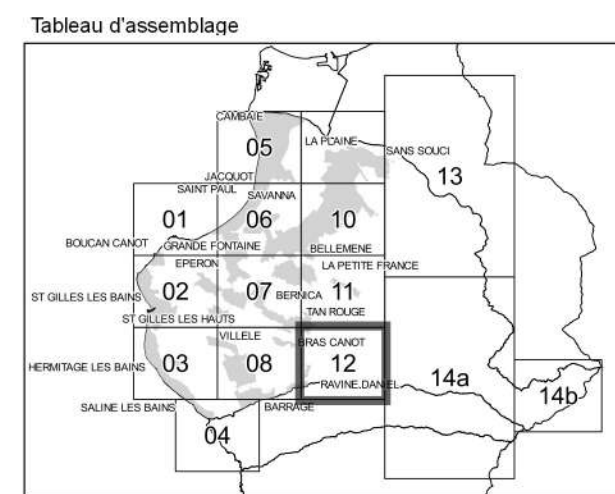 Tableau d'assemblage
CAMBAIE
05
LA PLAINE
SANS SOUCI
13
JACQUOT
SAINT PAUL
SAVANNA
01
06
10
BOUCAN CANOT
GRANDE FONTAINE
BELLEMENE
EPERON
LA PETITE FRANCE
02
07
BERNICA
11
ST GILLES LES BAINS
ST GILLES LES HAUTS
TAN ROUGE
VILLELE
BRAS CANOT
HERMITAGE LES BAINS
03
08
12
RAVINE DANIEL
14a
14b
SALINE LES BAINS
BARRAGE
04